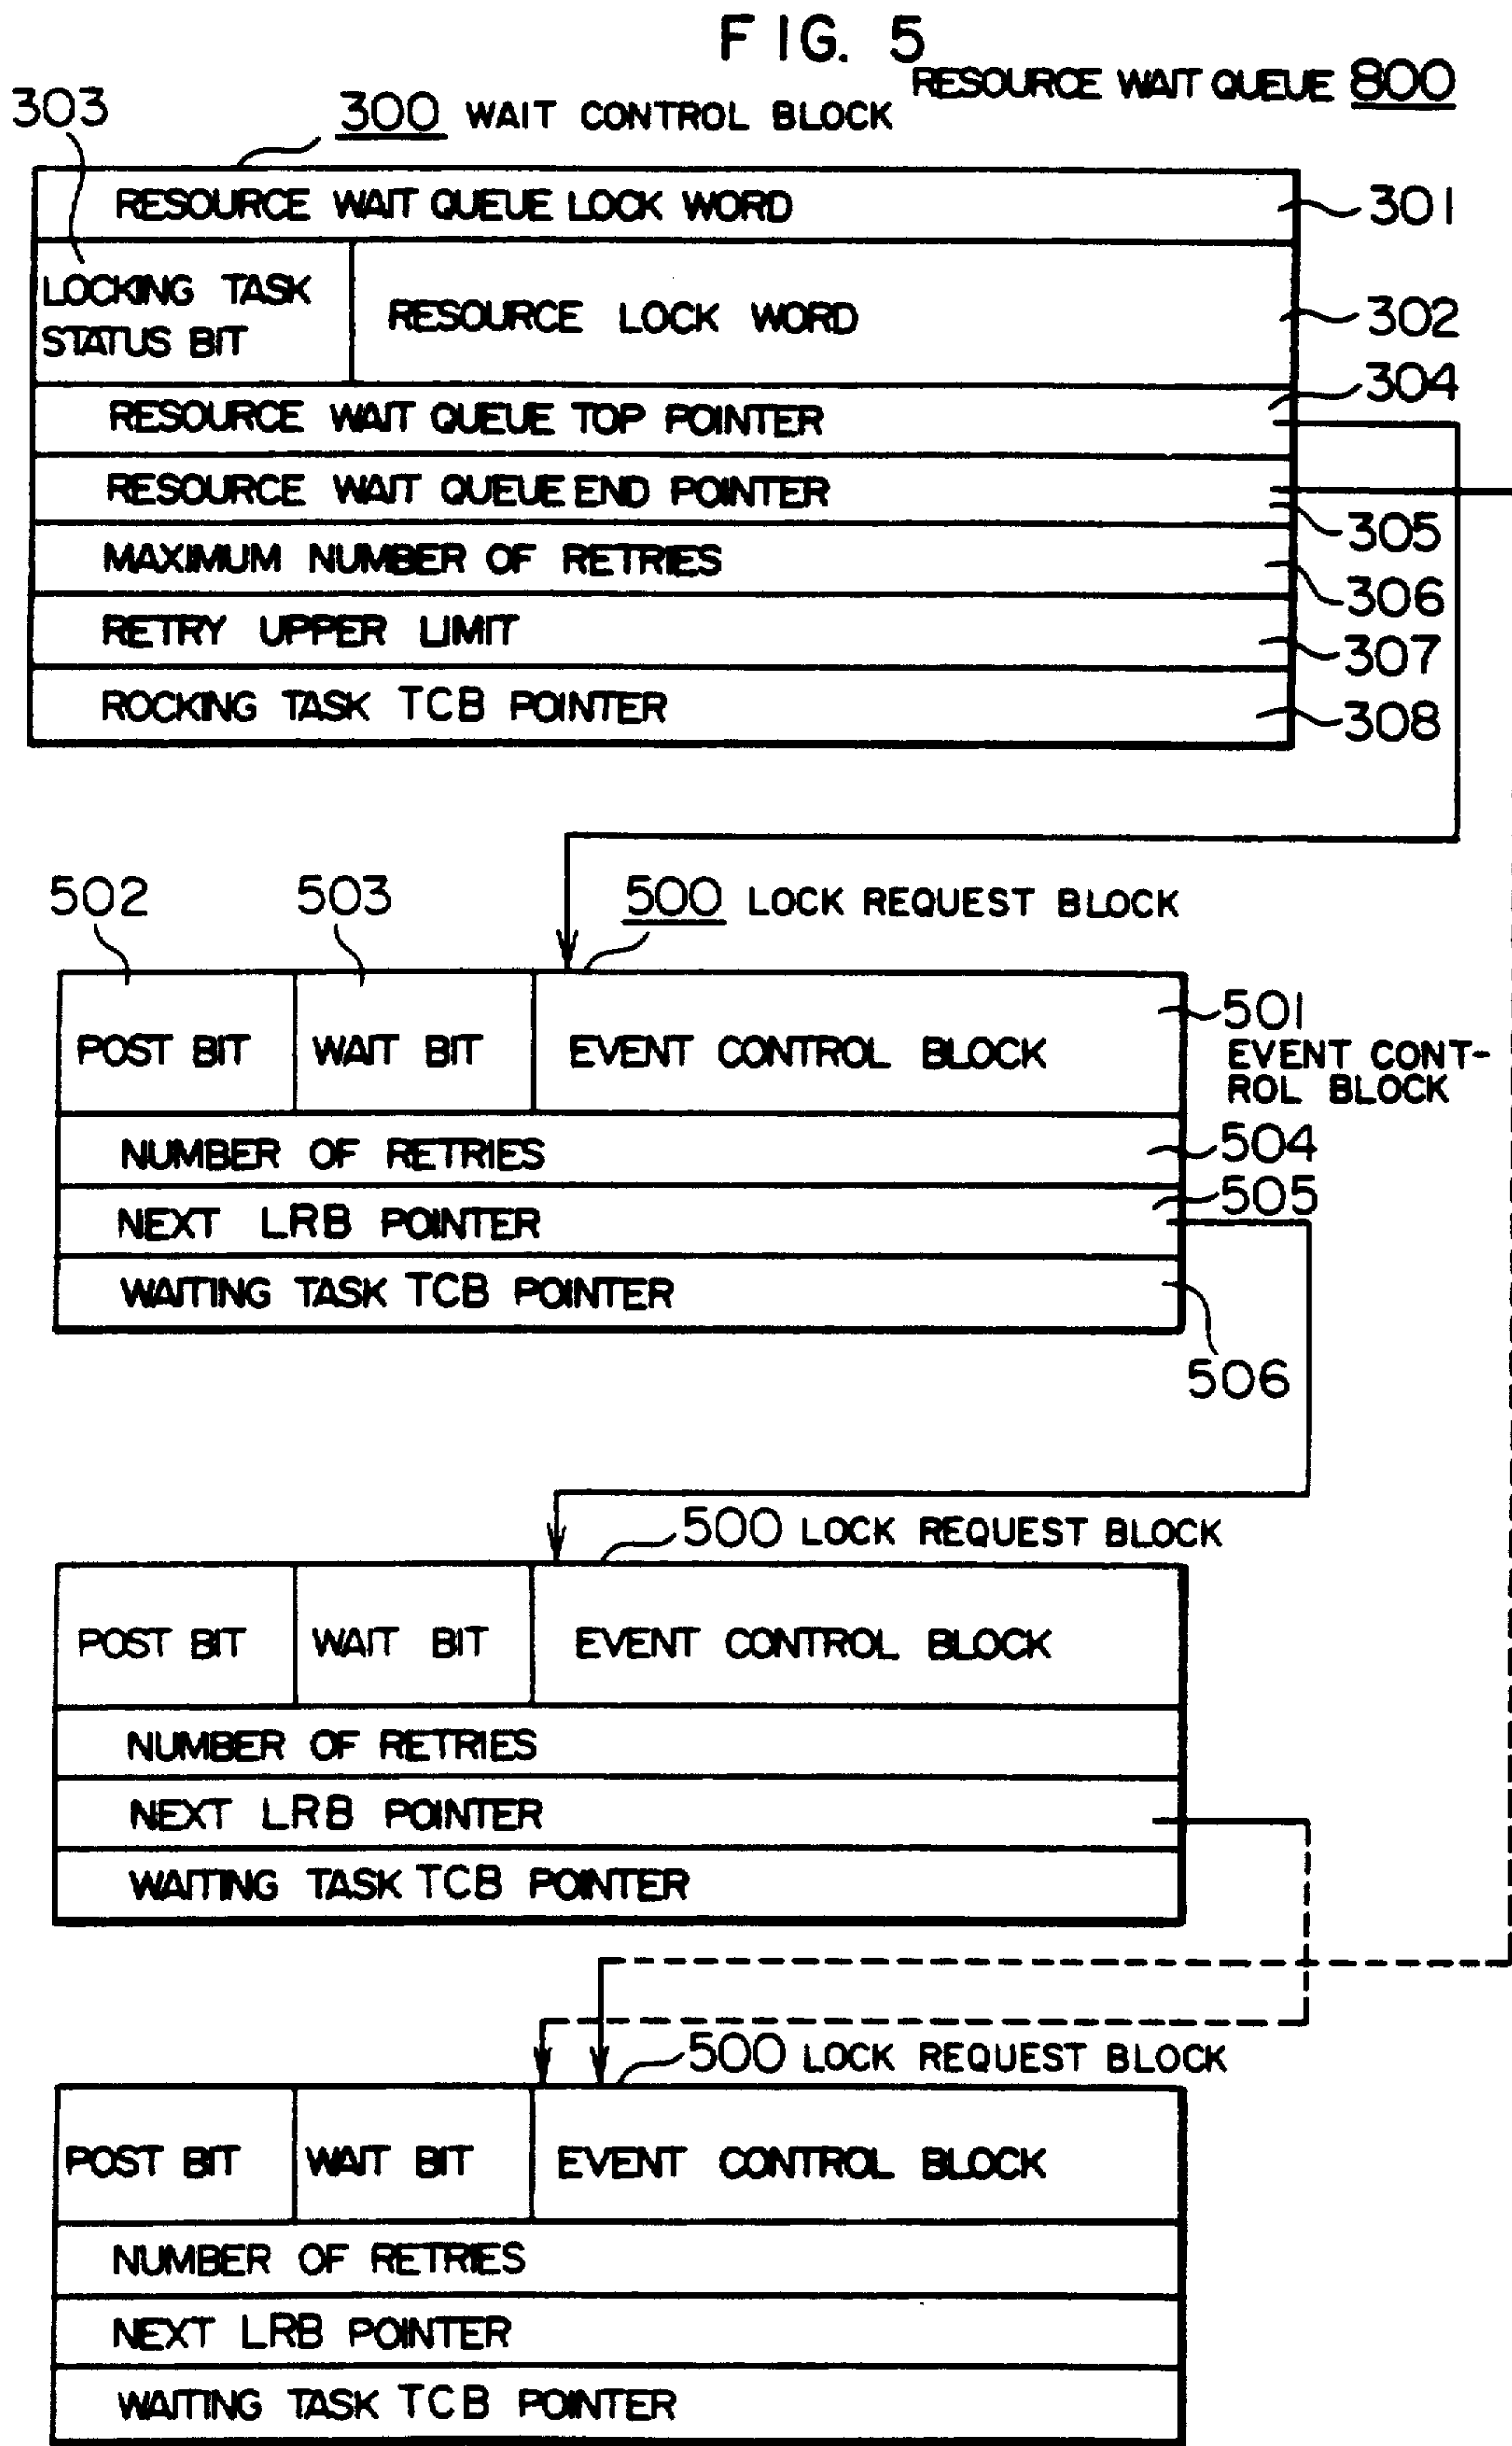 FIG. 5
RESOURCE WAIT QUEUE 800
303
300 WAIT CONTROL BLOCK
RESOURCE WAIT QUEUE LOCK WORD
301
LOCKING TASK
STATUS BIT
RESOURCE LOCK WORD
302
304
RESOURCE WAIT QUEUE TOP POINTER
RESOURCE WAIT QUEUE END POINTER
305
MAXIMUM NUMBER OF RETRIES
306
RETRY UPPER LIMIT
307
ROCKING TASK TCB POINTER
308
502
503
500 LOCK REQUEST BLOCK
POST BIT
WAIT BIT
EVENT CONTROL BLOCK
501
EVENT CONT-
ROL BLOCK
NUMBER OF RETRIES
504
NEXT LRB POINTER
505
WAITING TASK TCB POINTER
506
500 LOCK REQUEST BLOCK
POST BIT
WAIT BIT
EVENT CONTROL BLOCK
NUMBER OF RETRIES
NEXT LRB POINTER
WAITING TASK TCB POINTER
500 LOCK REQUEST BLOCK
POST BIT
WAIT BIT
EVENT CONTROL BLOCK
NUMBER OF RETRIES
NEXT LRB POINTER
WAITING TASK TCB POINTER